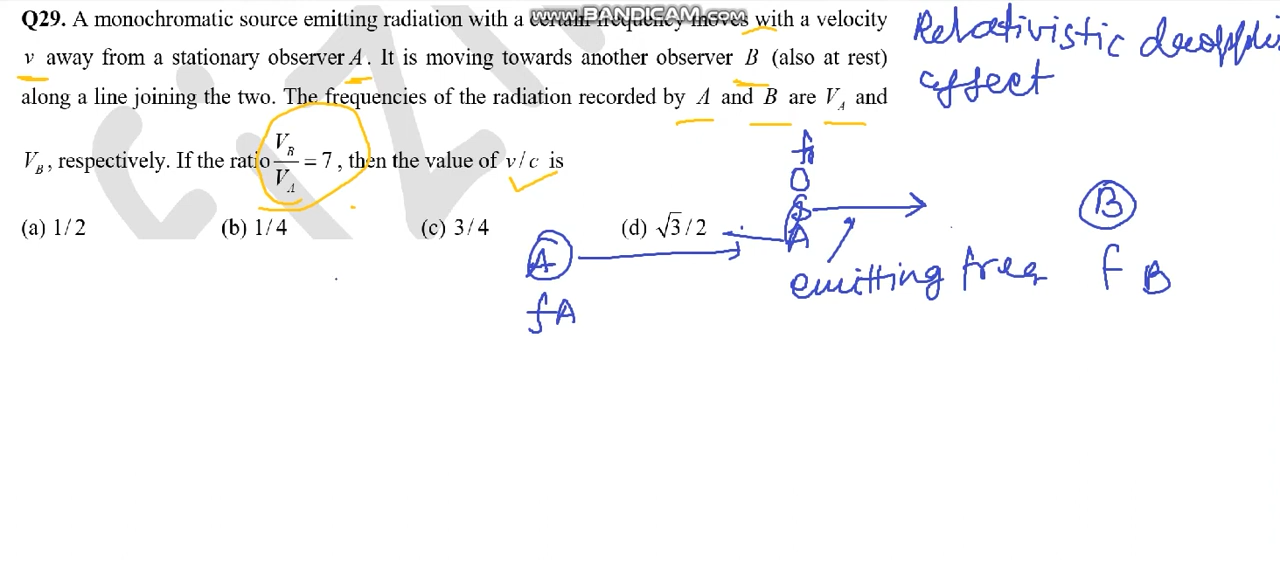 www.BANDICAM.com
Q29. A monochromatic source emitting radiation with a certain frequency moves with a velocity
v away from a stationary observer A. It is moving towards another observer B (also at rest)
along a line joining the two. The frequencies of the radiation recorded by A and B are V_A and
V_B, respectively. If the ratio V_B/V_A = 7, then the value of v/c is
(a) 1/2 (b) 1/4 (c) 3/4 (d) √3/2
Relativistic
effect
A
B
emitting freq
fA
f B